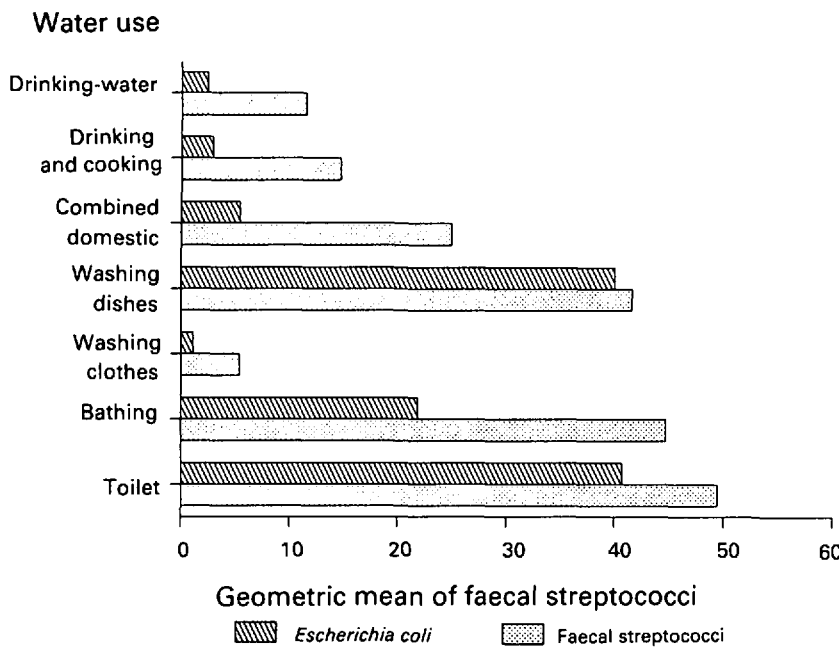 Water use
Drinking-water
Drinking
and cooking
Combined
domestic
Washing
dishes
Washing
clothes
Bathing
Toilet
0 10 20 30 40 50 60
Geometric mean of faecal streptococci
Escherichia coli Faecal streptococci